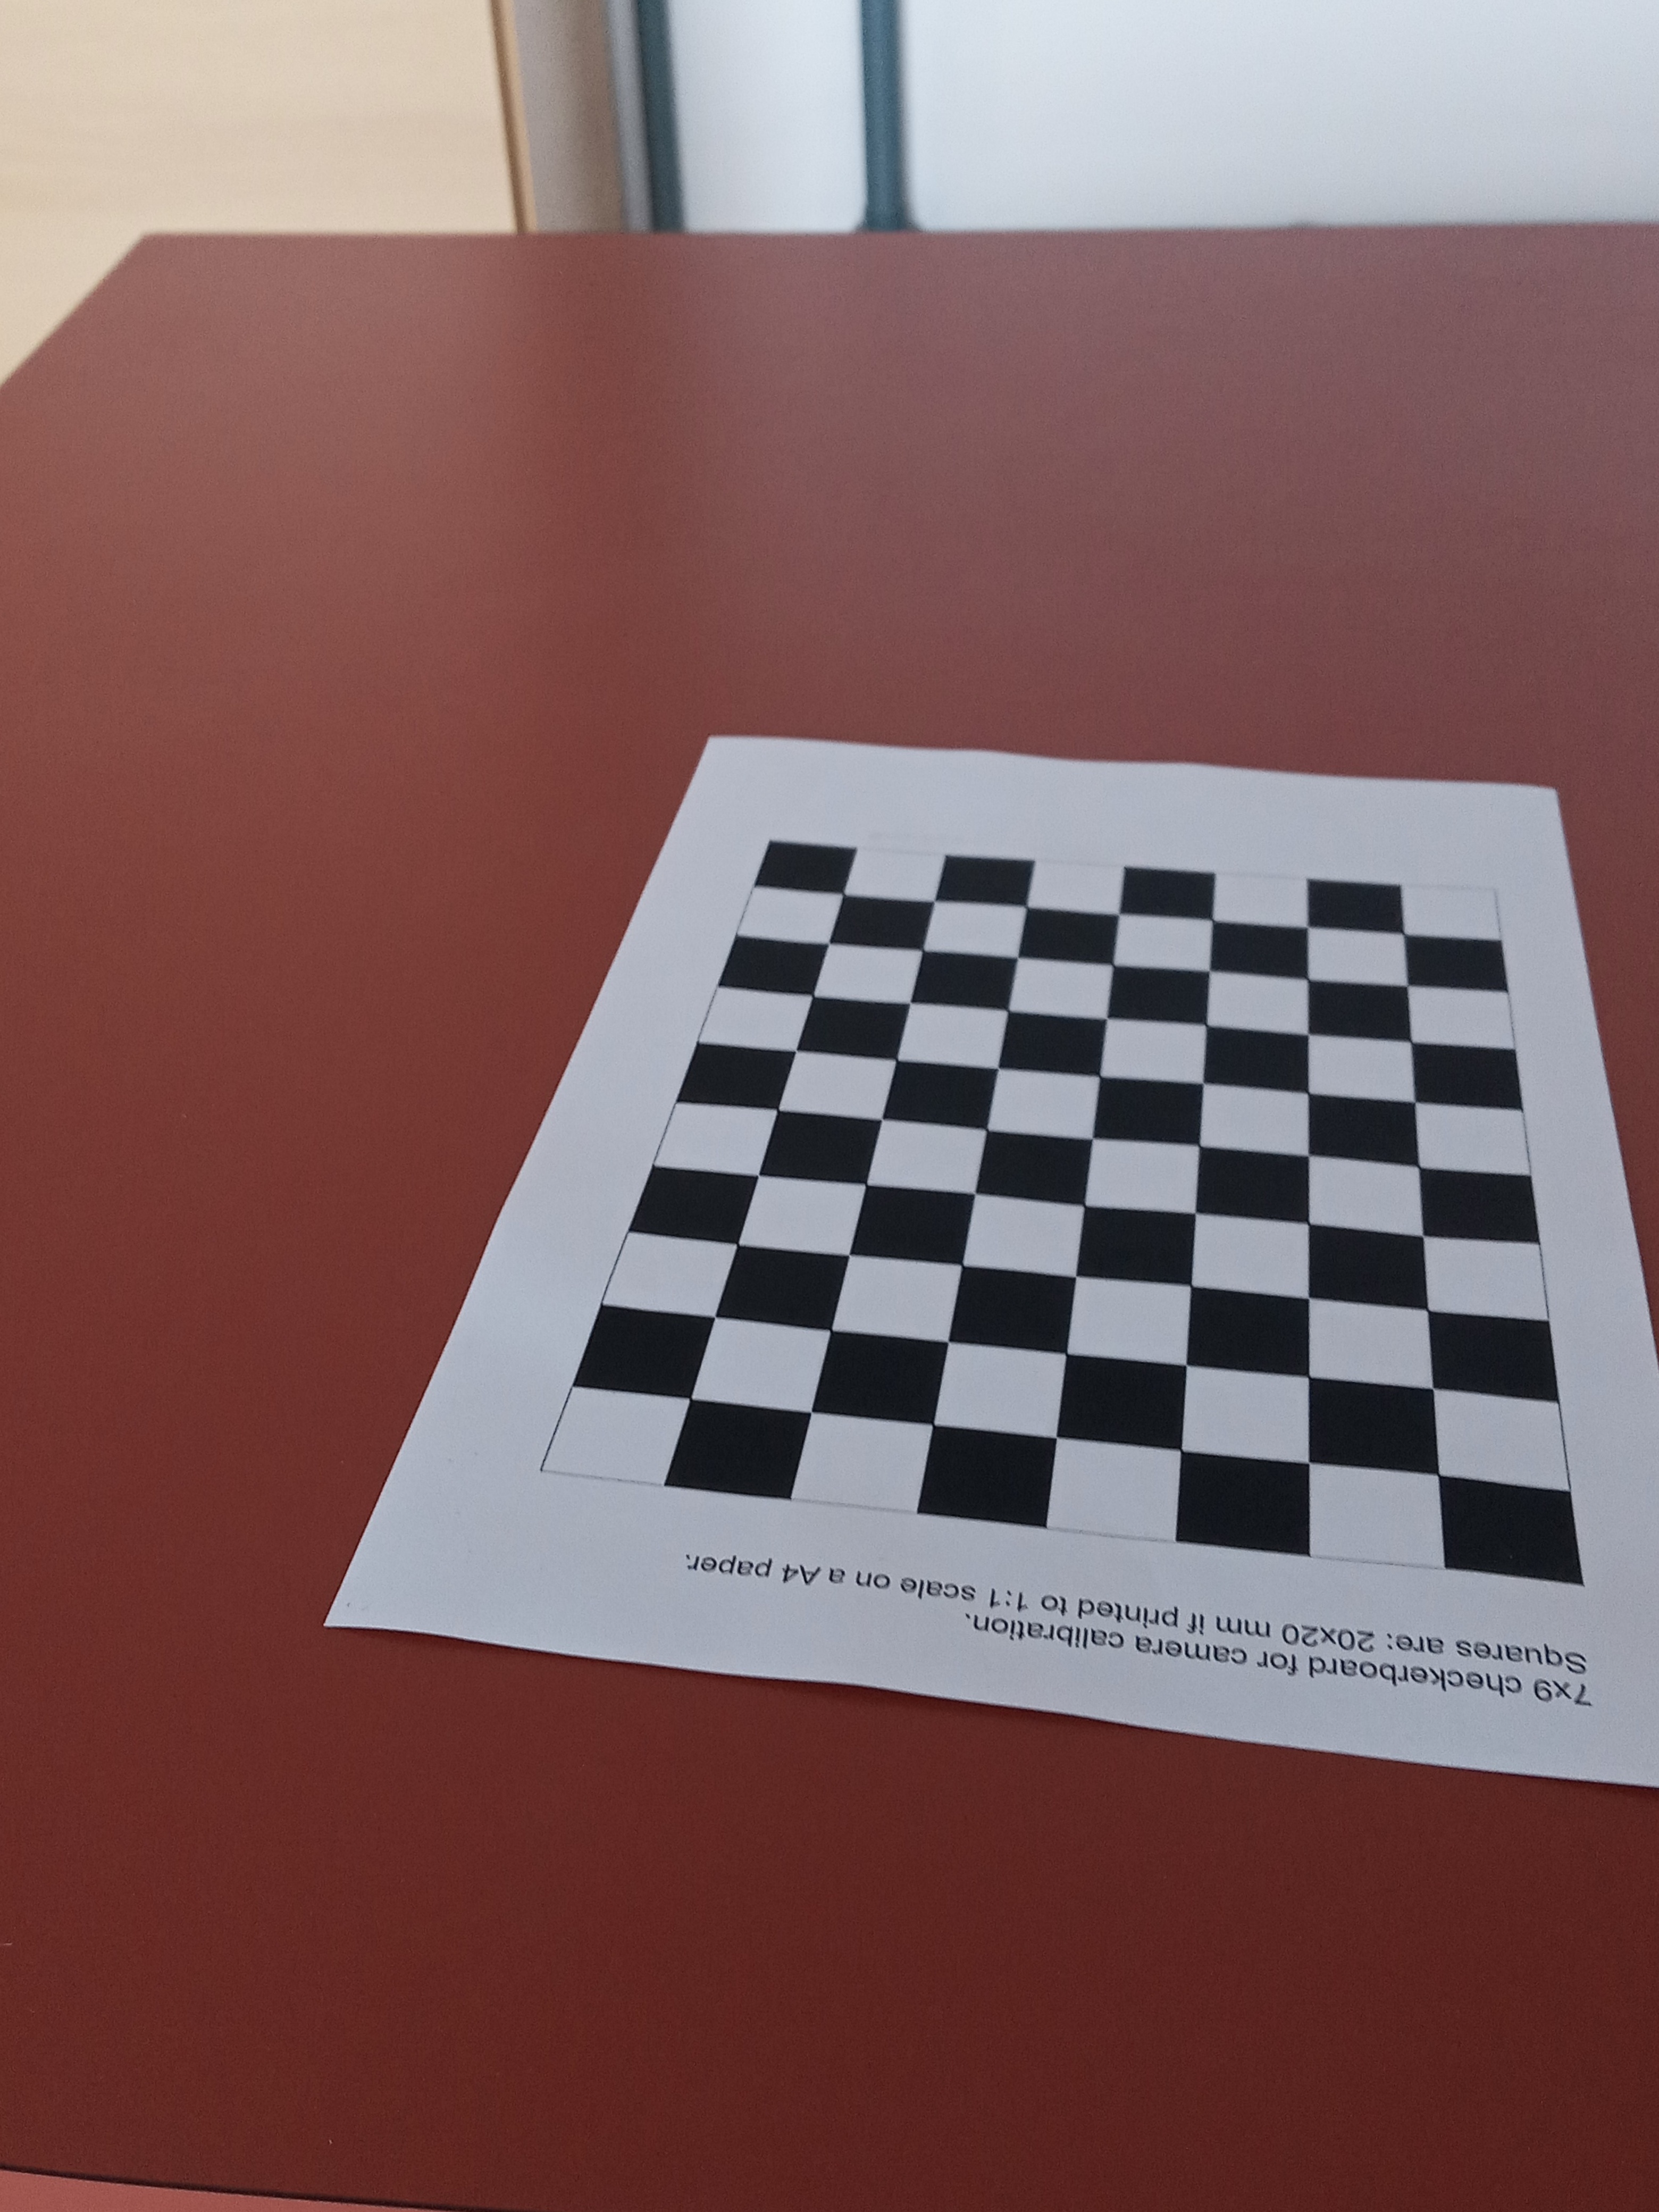 7x9 checkerboard for camera calibration.
Squares are: 20x20 mm if printed to 1:1 scale on a A4 paper.